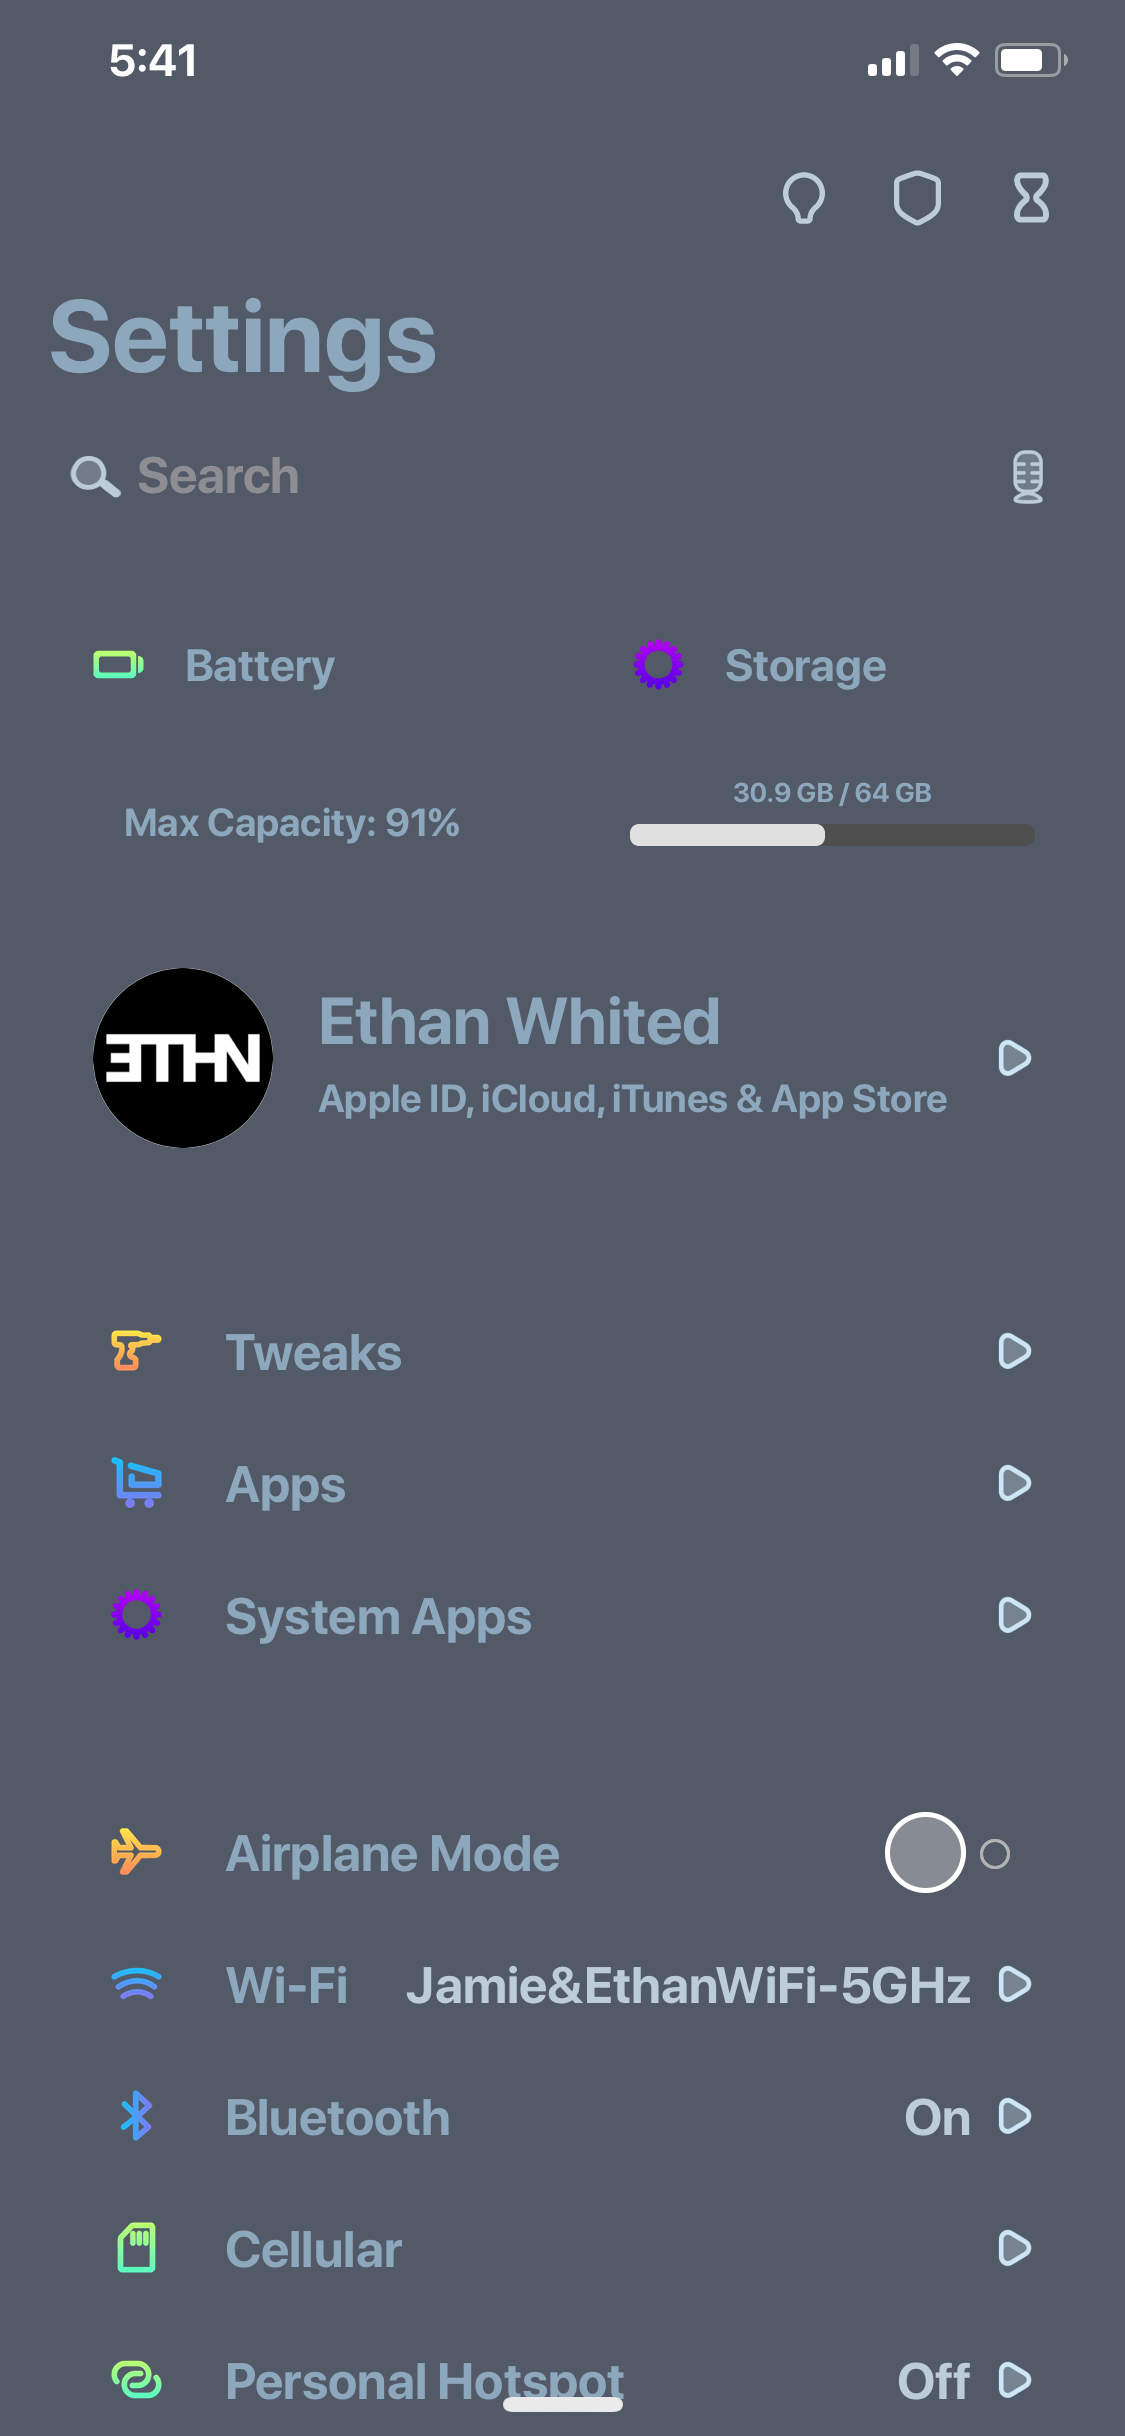 5:41
Settings
Search
Battery
Storage
Max Capacity: 91%
30.9 GB / 64 GB
ETHN
Ethan Whited
Apple ID, iCloud, iTunes & App Store
Tweaks
Apps
System Apps
Airplane Mode
Wi-Fi Jamie&EthanWiFi-5GHz
Bluetooth On
Cellular
Personal Hotspot Off